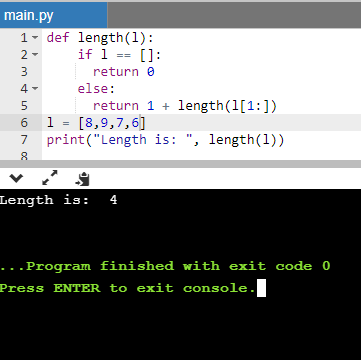 main.py
1 def length(l):
2     if l == []:
3       return 0
4     else:
5       return 1 + length(l[1:])
6 l = [8,9,7,6]
7 print("Length is: ", length(l))
8
Length is:  4
...Program finished with exit code 0
Press ENTER to exit console.